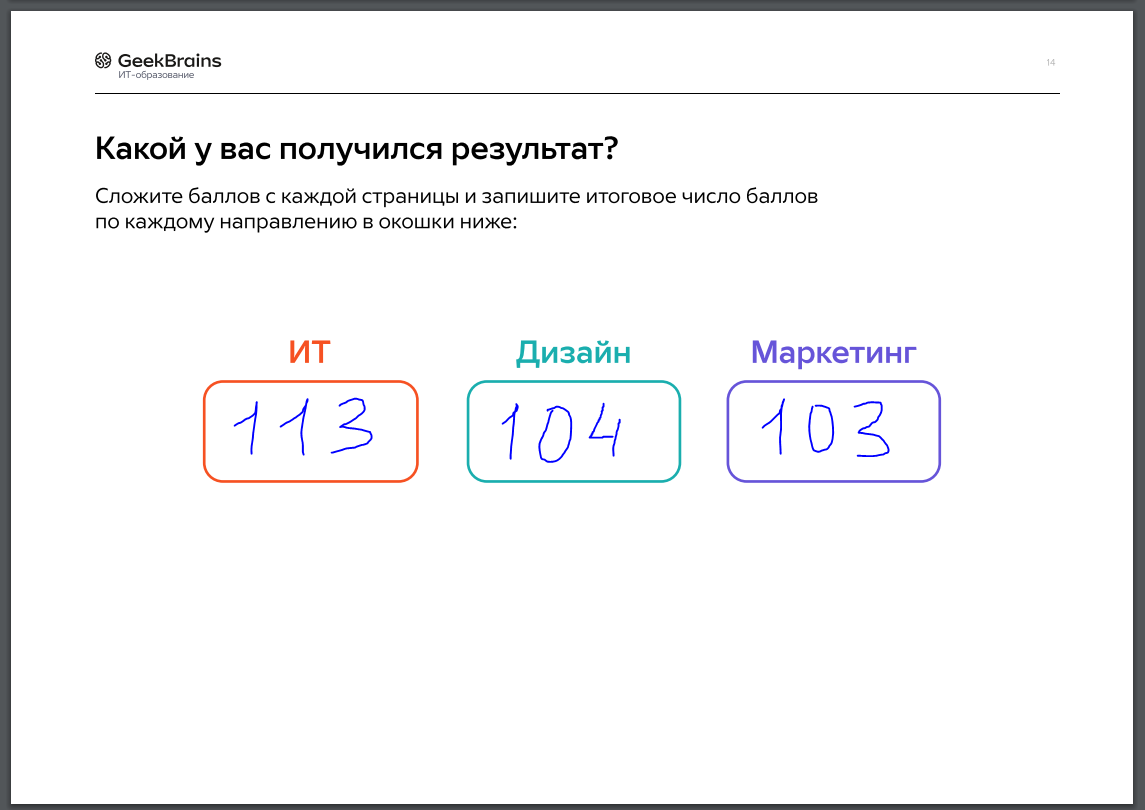 GeekBrains
ИТ-образование
14
Какой у вас получился результат?
Сложите баллов с каждой страницы и запишите итоговое число баллов
по каждому направлению в окошки ниже:
ИТ Дизайн Маркетинг
113 104 103